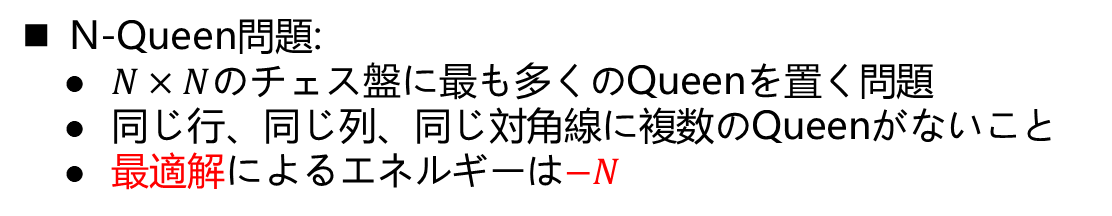 ■ N-Queen問題:
● N × Nのチェス盤に最も多くのQueenを置く問題
● 同じ行、同じ列、同じ対角線に複数のQueenがないこと
● 最適解によるエネルギーは−N